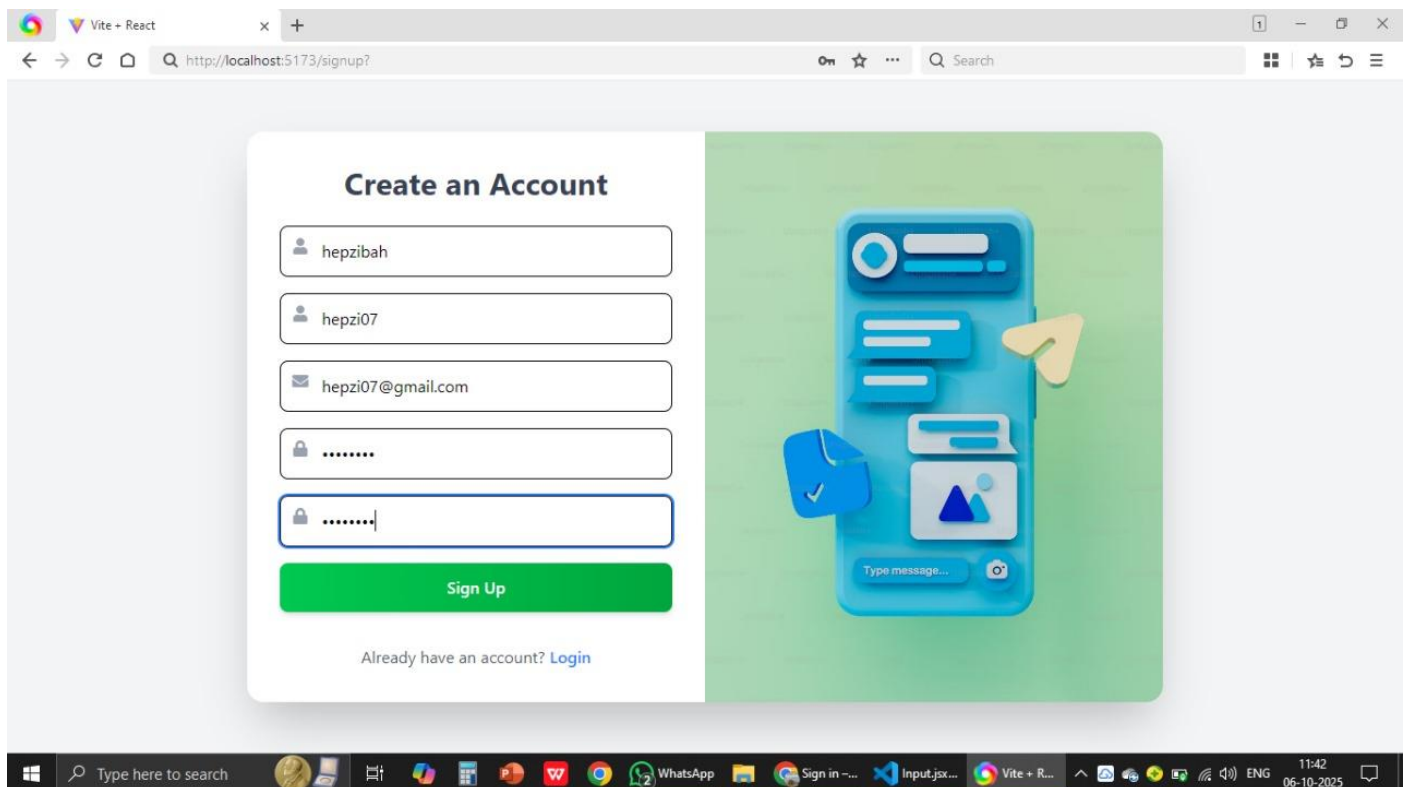 Vite + React
1
http://localhost:5173/signup?
Search
Create an Account
hepzibah
hepzi07
hepzi07@gmail.com
••••••••
••••••••
Sign Up
Already have an account? Login
Type message...
Type here to search
2
WhatsApp
Sign in –...
Input.jsx...
Vite + R...
ENG
11:42
06-10-2025